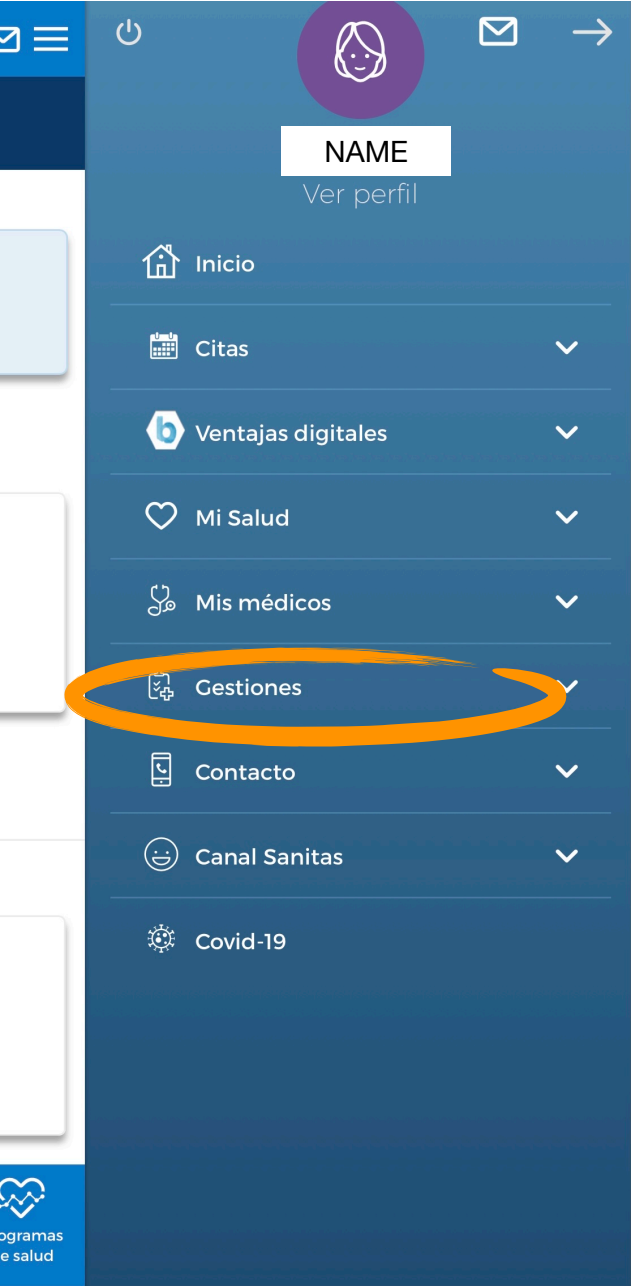 NAME
Ver perfil
Inicio
Citas
b
Ventajas digitales
Mi Salud
Mis médicos
Gestiones
Contacto
Canal Sanitas
Covid-19
ogramas
e salud